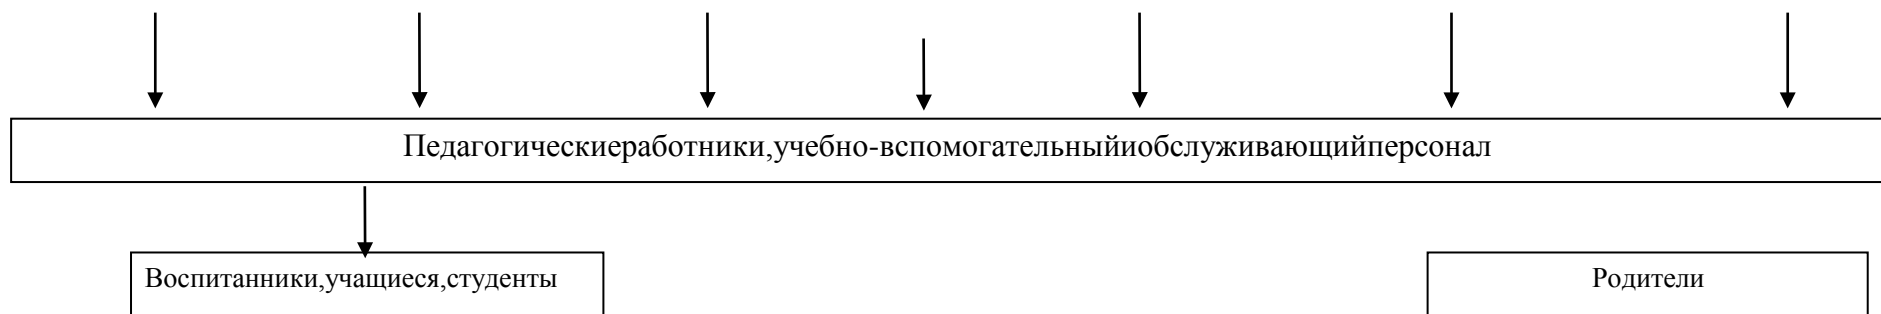 Педагогическиеработники,учебно-вспомогательныйиобслуживающийперсонал
Воспитанники,учащиеся,студенты
Родители